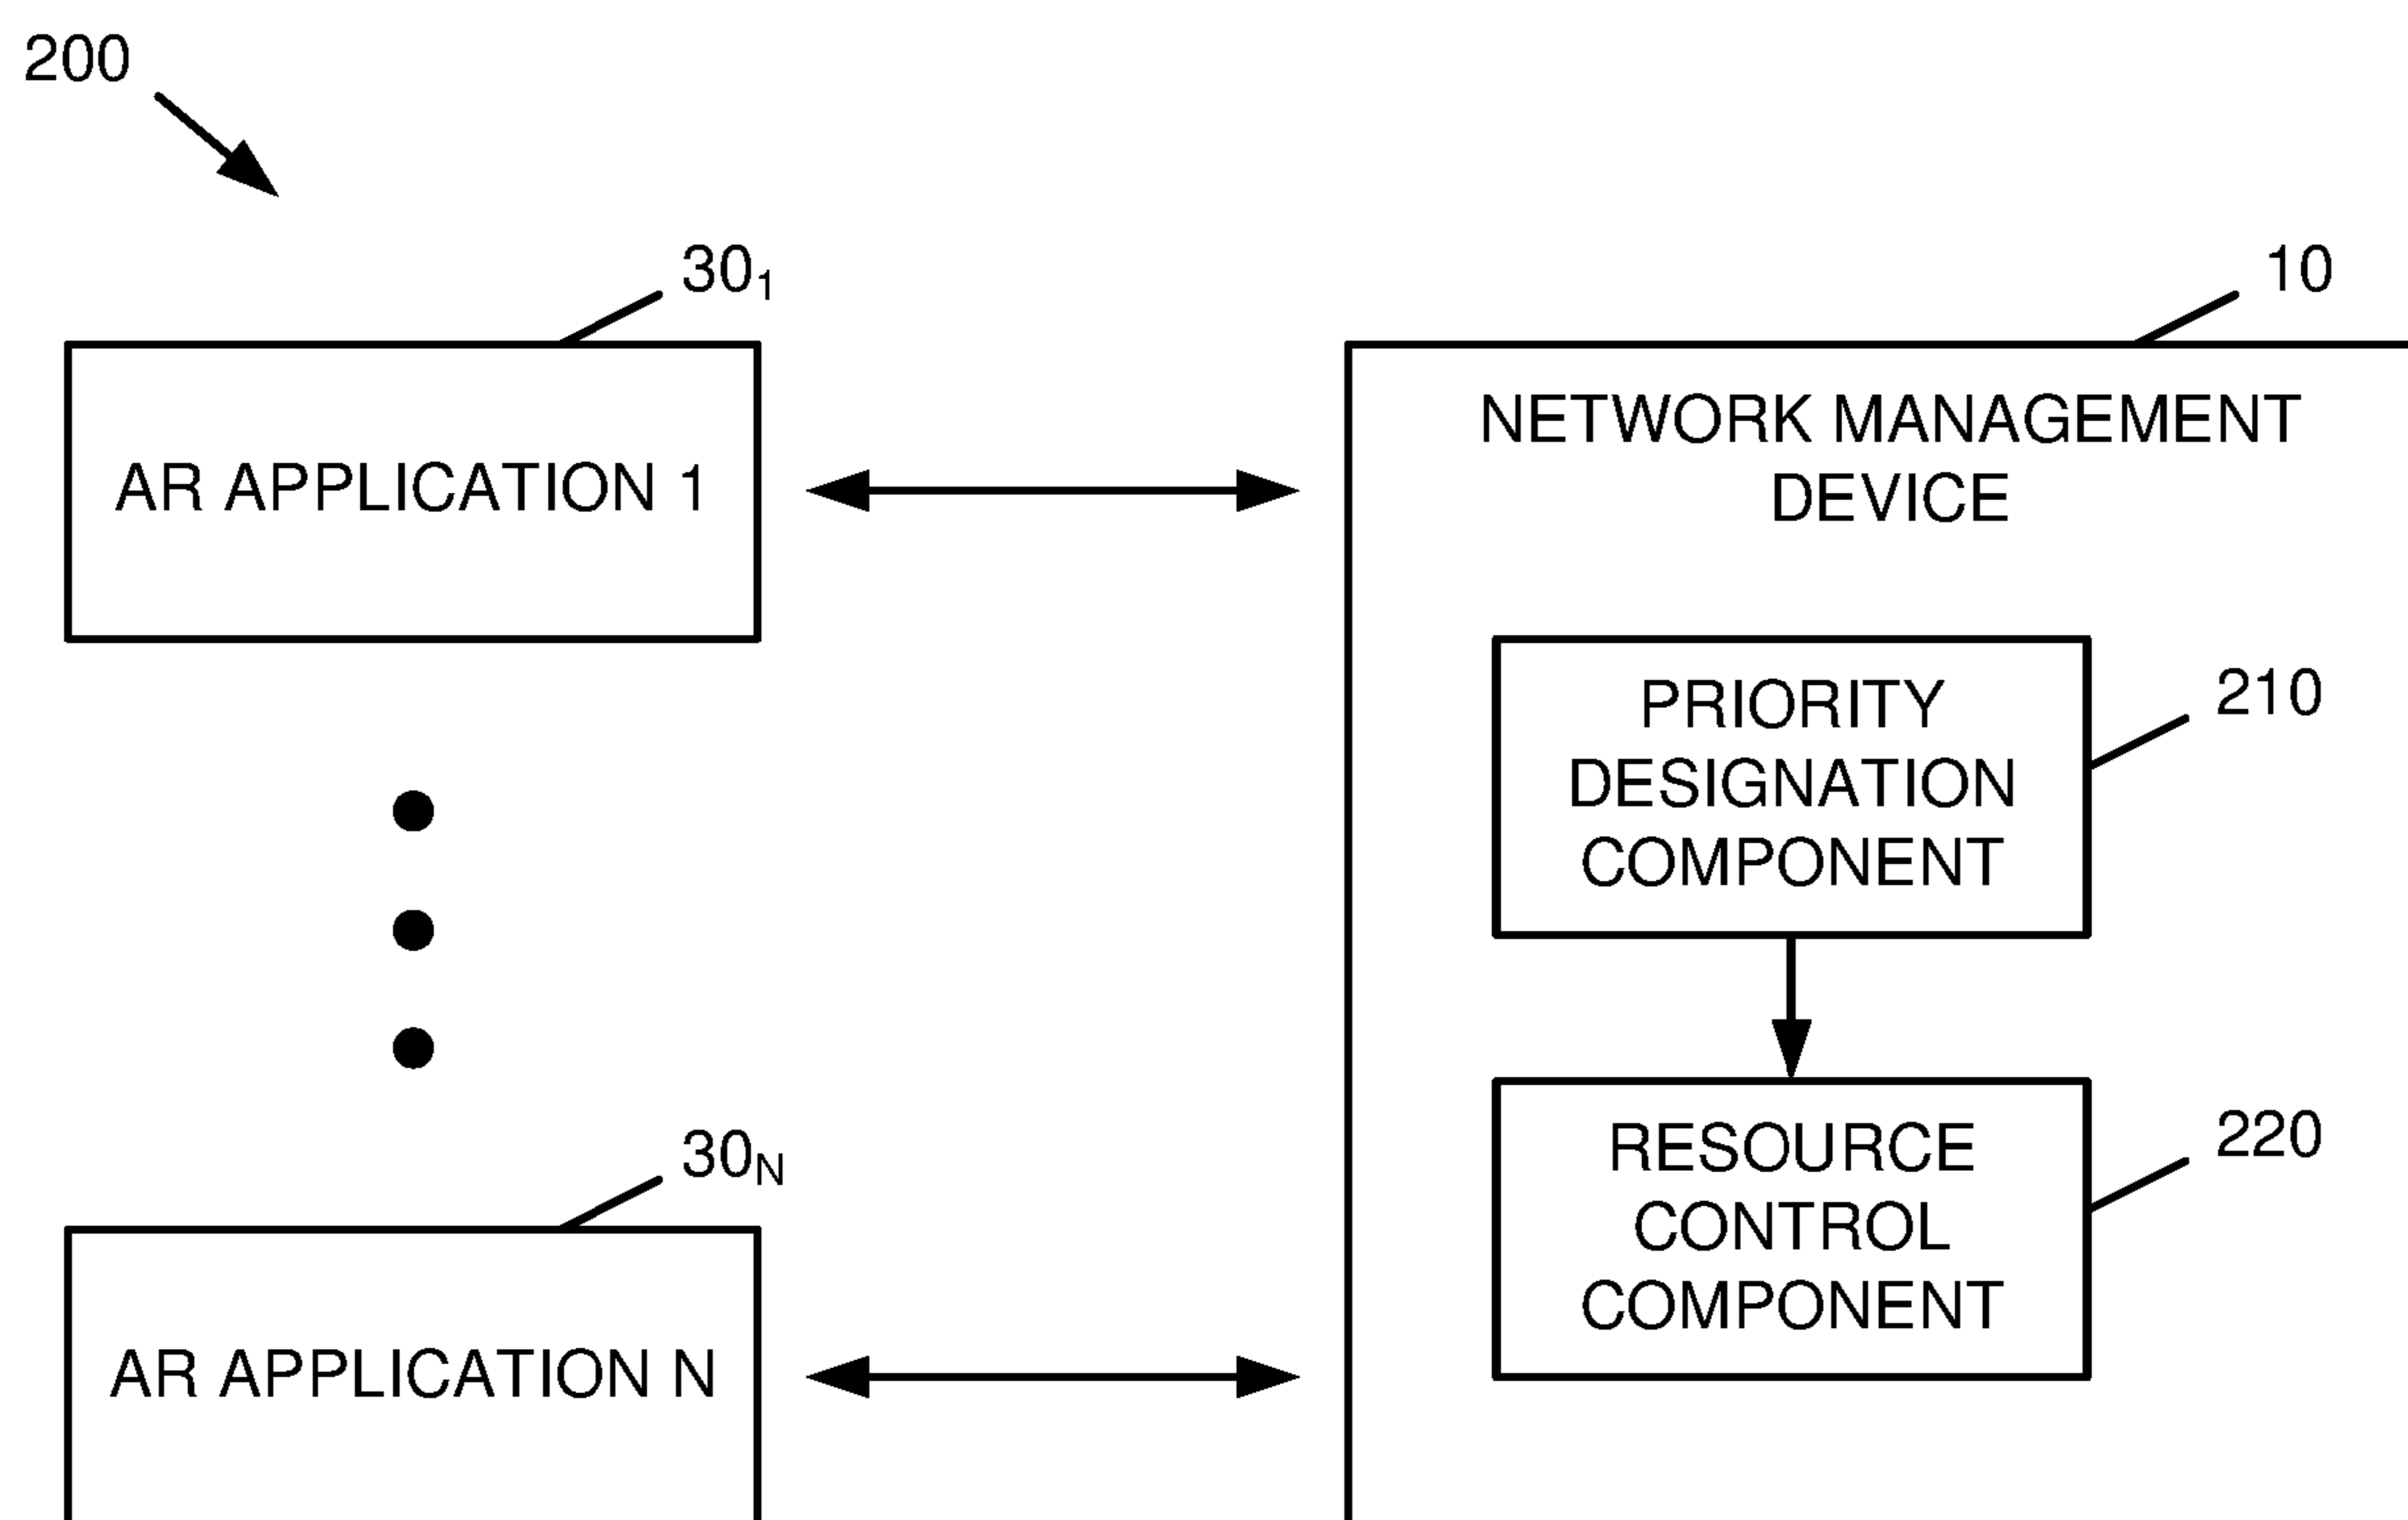 200
30₁
10
AR APPLICATION 1
NETWORK MANAGEMENT
DEVICE
PRIORITY
DESIGNATION
COMPONENT
210
30N
RESOURCE
CONTROL
COMPONENT
220
AR APPLICATION N